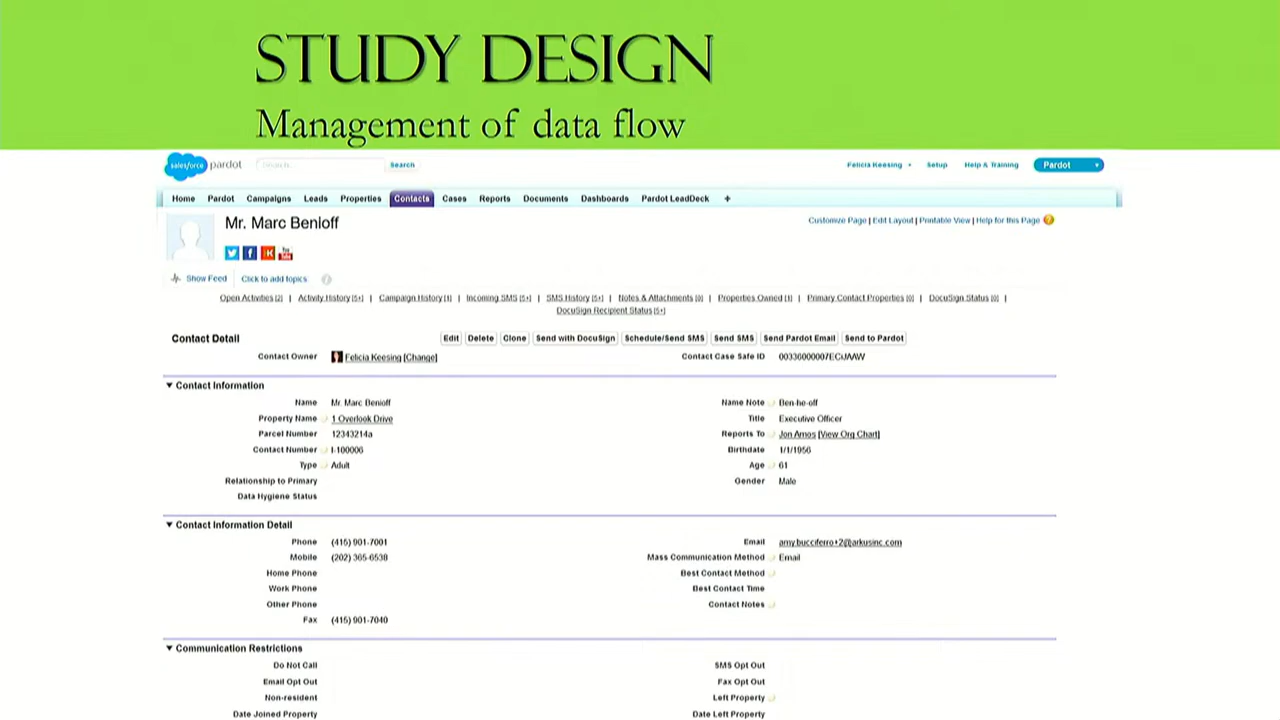 STUDY DESIGN
Management of data flow
salesforce pardot Search... Search Felicia Keesing Setup Help & Training Pardot
Home Pardot Campaigns Leads Properties Contacts Cases Reports Documents Dashboards Pardot LeadDeck +
Mr. Marc Benioff
Customize Page | Edit Layout | Printable View | Help for this Page
Show Feed Click to add topics
Open Activities [2] | Activity History [5+] | Campaign History [1] | Incoming SMS [5+] | SMS History [5+] | Notes & Attachments [0] | Properties Owned [1] | Primary Contact Properties [0] | DocuSign Status [0] |
DocuSign Recipient Status [5+]
Contact Detail Edit Delete Clone Send with DocuSign Schedule/Send SMS Send SMS Send Pardot Email Send to Pardot
Contact Owner Felicia Keesing [Change] Contact Case Safe ID
Contact Information
Name Mr. Marc Benioff Name Note Ben-he-off
Property Name 1 Overlook Drive Title Executive Officer
Parcel Number 12343214a Reports To Jon Amos [View Org Chart]
Contact Number I-100006 Birthdate 1/1/1956
Type Adult Age 61
Relationship to Primary Gender Male
Data Hygiene Status
Contact Information Detail
Phone (415) 901-7001 Email amy.bucciferro+2@arkusinc.com
Mobile (202) 365-6538 Mass Communication Method Email
Home Phone Best Contact Method
Work Phone Best Contact Time
Other Phone Contact Notes
Fax (415) 901-7040
Communication Restrictions
Do Not Call SMS Opt Out
Email Opt Out Fax Opt Out
Non-resident Left Property
Date Joined Property Date Left Property